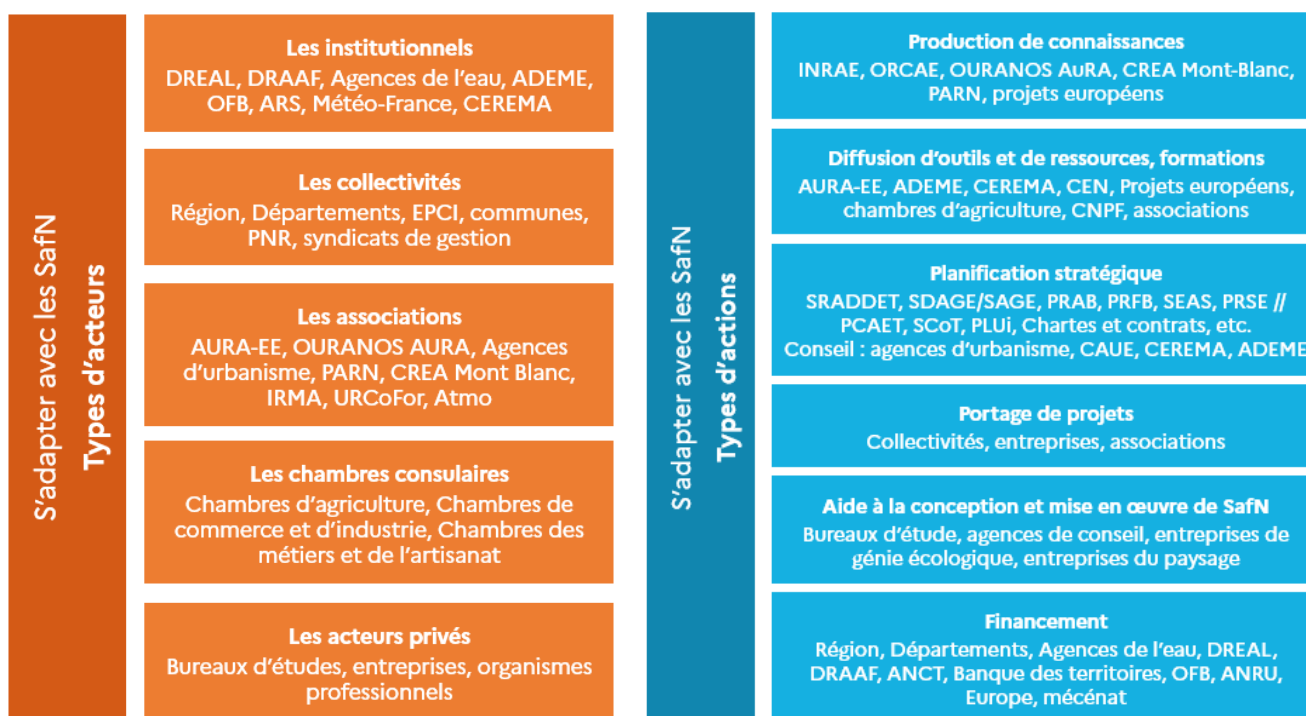 S'adapter avec les SafN
Types d'acteurs
Les institutionnels
DREAL, DRAAF, Agences de l'eau, ADEME,
OFB, ARS, Météo-France, CEREMA
Les collectivités
Région, Départements, EPCI, communes,
PNR, syndicats de gestion
Les associations
AURA-EE, OURANOS AURA, Agences
d'urbanisme, PARN, CREA Mont Blanc,
IRMA, URCoFor, Atmo
Les chambres consulaires
Chambres d'agriculture, Chambres de
commerce et d'industrie, Chambres des
métiers et de l'artisanat
Les acteurs privés
Bureaux d'études, entreprises, organismes
professionnels
S'adapter avec les SafN
Types d'actions
Production de connaissances
INRAE, ORCAE, OURANOS AuRA, CREA Mont-Blanc,
PARN, projets européens
Diffusion d'outils et de ressources, formations
AURA-EE, ADEME, CEREMA, CEN, Projets européens,
chambres d'agriculture, CNPF, associations
Planification stratégique
SRADDET, SDAGE/SAGE, PRAB, PRFB, SEAS, PRSE //
PCAET, SCoT, PLUi, Chartes et contrats, etc.
Conseil : agences d'urbanisme, CAUE, CEREMA, ADEME
Portage de projets
Collectivités, entreprises, associations
Aide à la conception et mise en œuvre de SafN
Bureaux d'étude, agences de conseil, entreprises de
génie écologique, entreprises du paysage
Financement
Région, Départements, Agences de l'eau, DREAL,
DRAAF, ANCT, Banque des territoires, OFB, ANRU,
Europe, mécénat